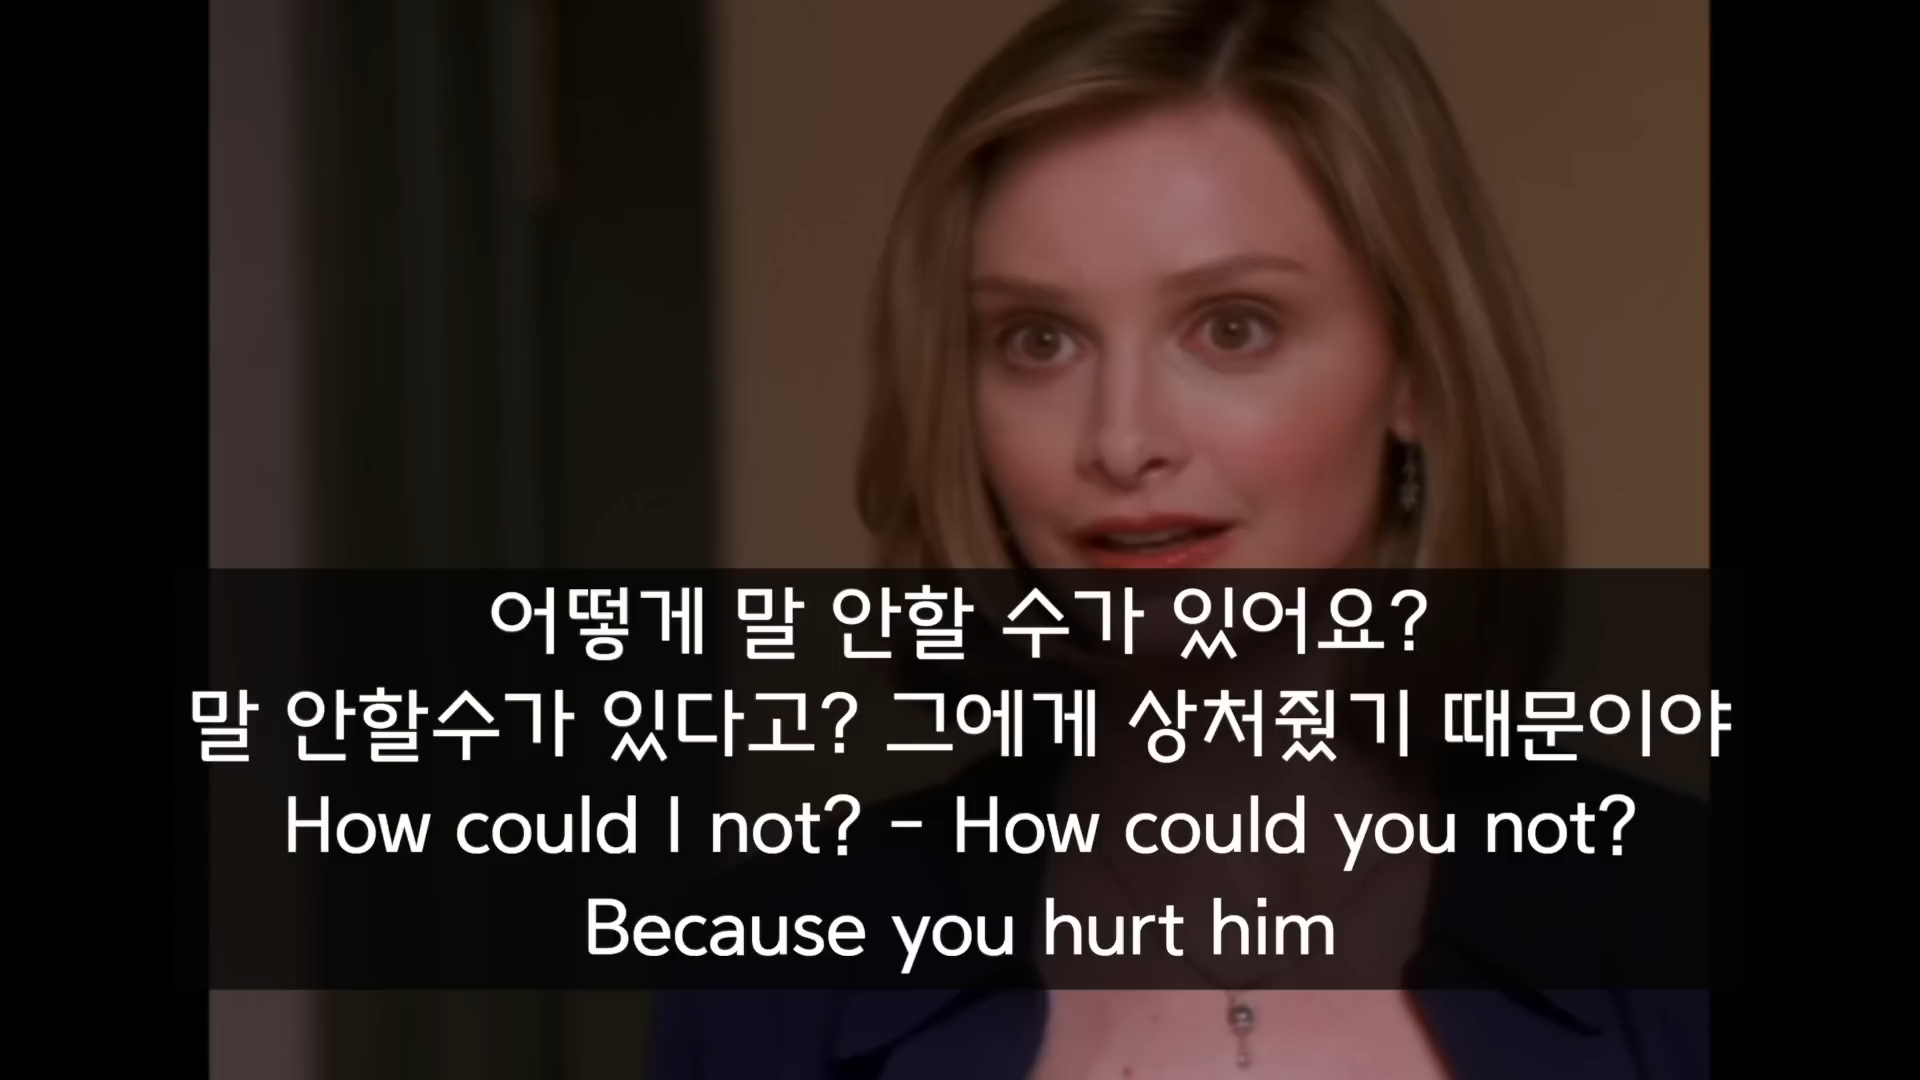 어떻게 말 안할 수가 있어요?
말 안할수가 있다고? 그에게 상처줬기 때문이야
How could I not? - How could you not?
Because you hurt him